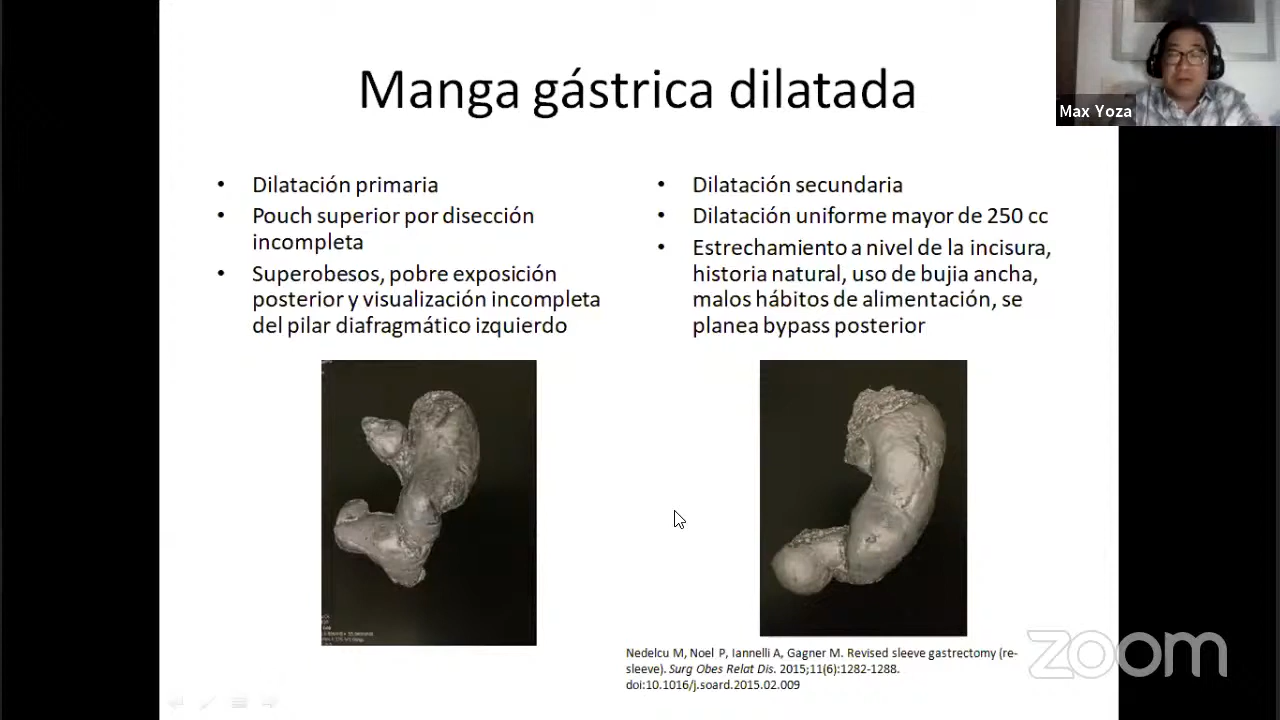 Manga gástrica dilatada
Max Yoza
• Dilatación primaria
• Pouch superior por disección
incompleta
• Superobesos, pobre exposición
posterior y visualización incompleta
del pilar diafragmático izquierdo
• Dilatación secundaria
• Dilatación uniforme mayor de 250 cc
• Estrechamiento a nivel de la incisura,
historia natural, uso de bujia ancha,
malos hábitos de alimentación, se
planea bypass posterior
Nedelcu M, Noel P, Iannelli A, Gagner M. Revised sleeve gastrectomy (re-
sleeve). Surg Obes Relat Dis. 2015;11(6):1282-1288.
doi:10.1016/j.soard.2015.02.009
zoom